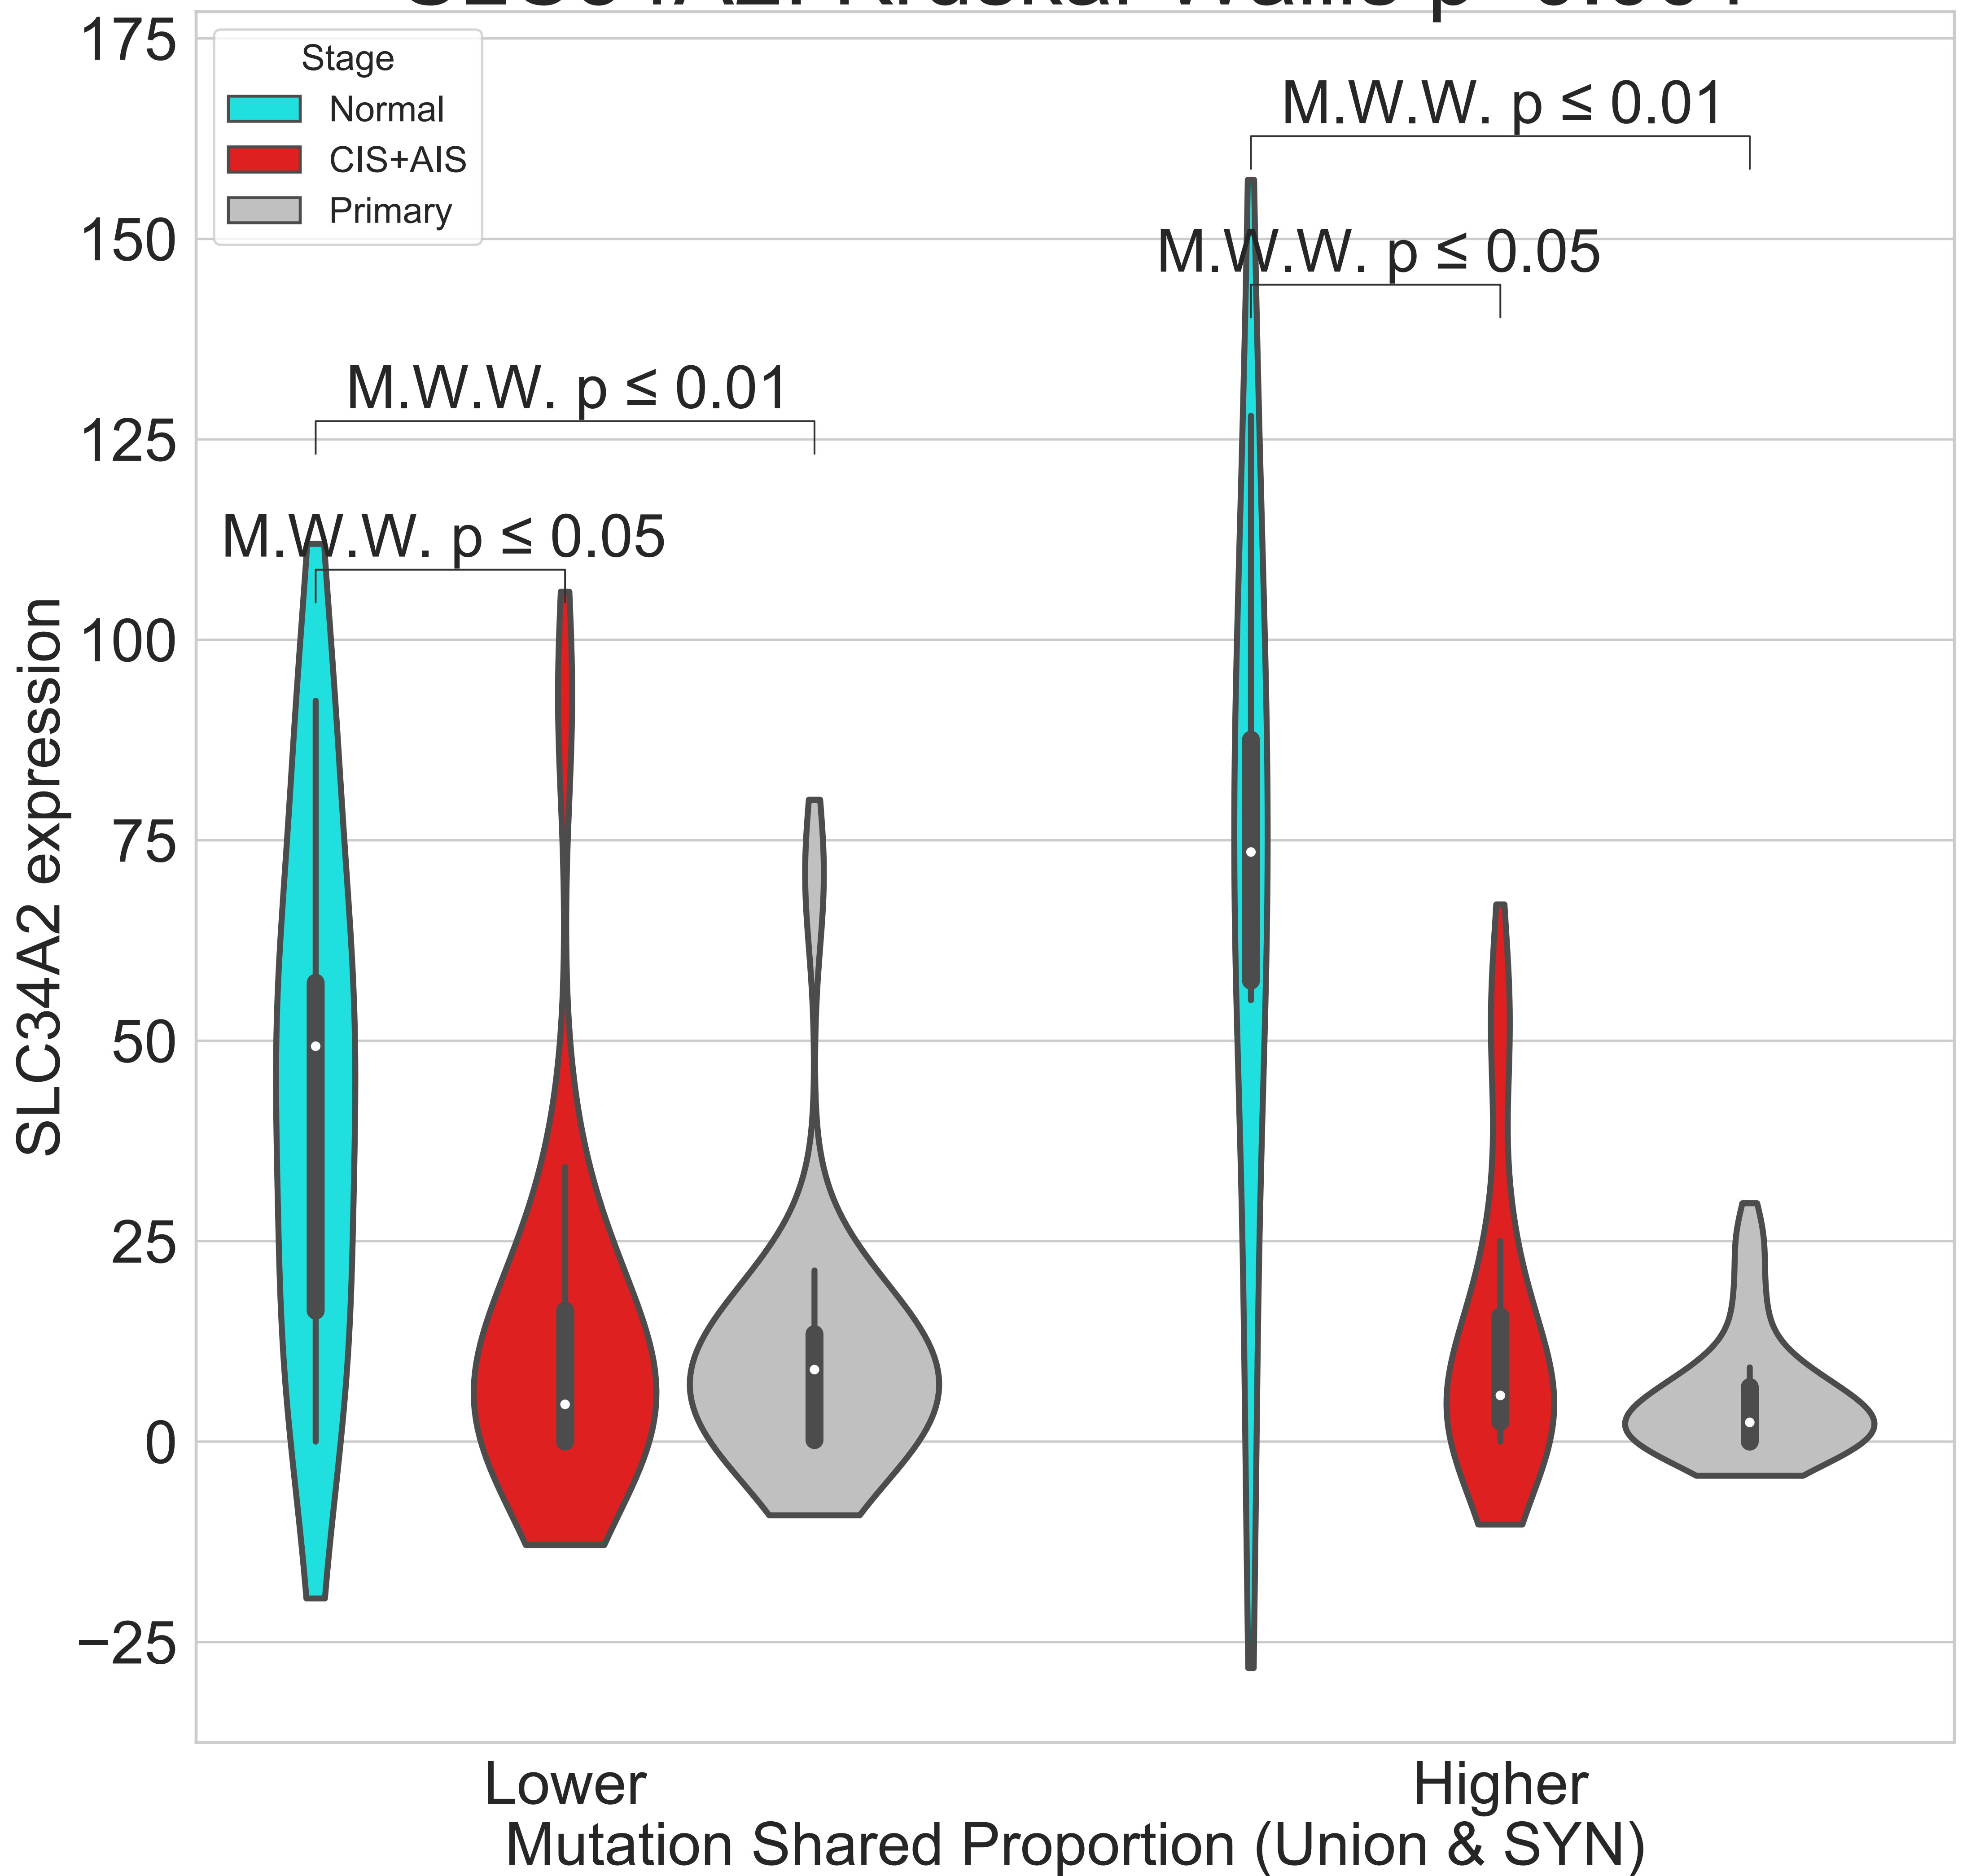 175
Stage
Normal
CIS+AIS
Primary
M.W.W. p ≤ 0.01
150
M.W.W. p ≤ 0.05
M.W.W. p ≤ 0.01
125
M.W.W. p ≤ 0.05
100
75
50
25
0
−25
SLC34A2 expression
Lower
Higher
Mutation Shared Proportion (Union & SYN)